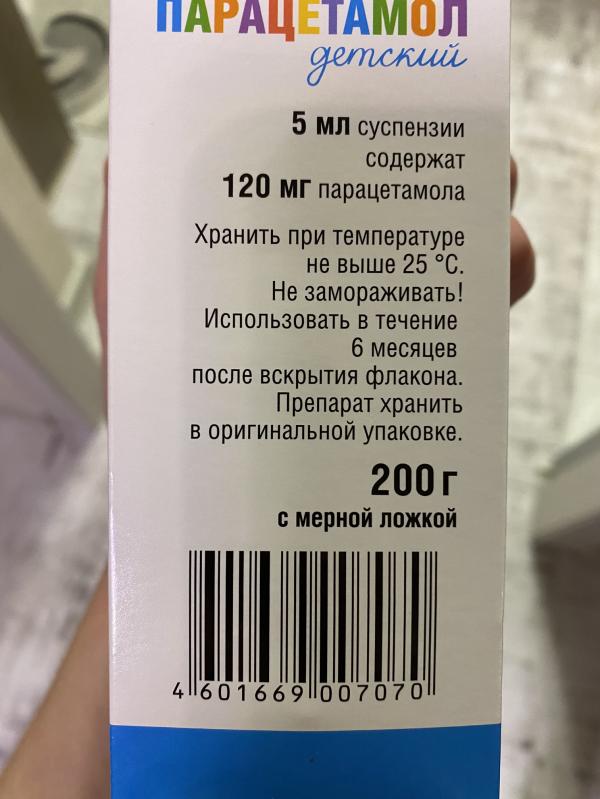 ПАРАЦЕТАМОЛ
детский
5 мл суспензии
содержат
120 мг парацетамола
Хранить при температуре
не выше 25 °C.
Не замораживать!
Использовать в течение
6 месяцев
после вскрытия флакона.
Препарат хранить
в оригинальной упаковке.
200 г
с мерной ложкой
4 601669 007070